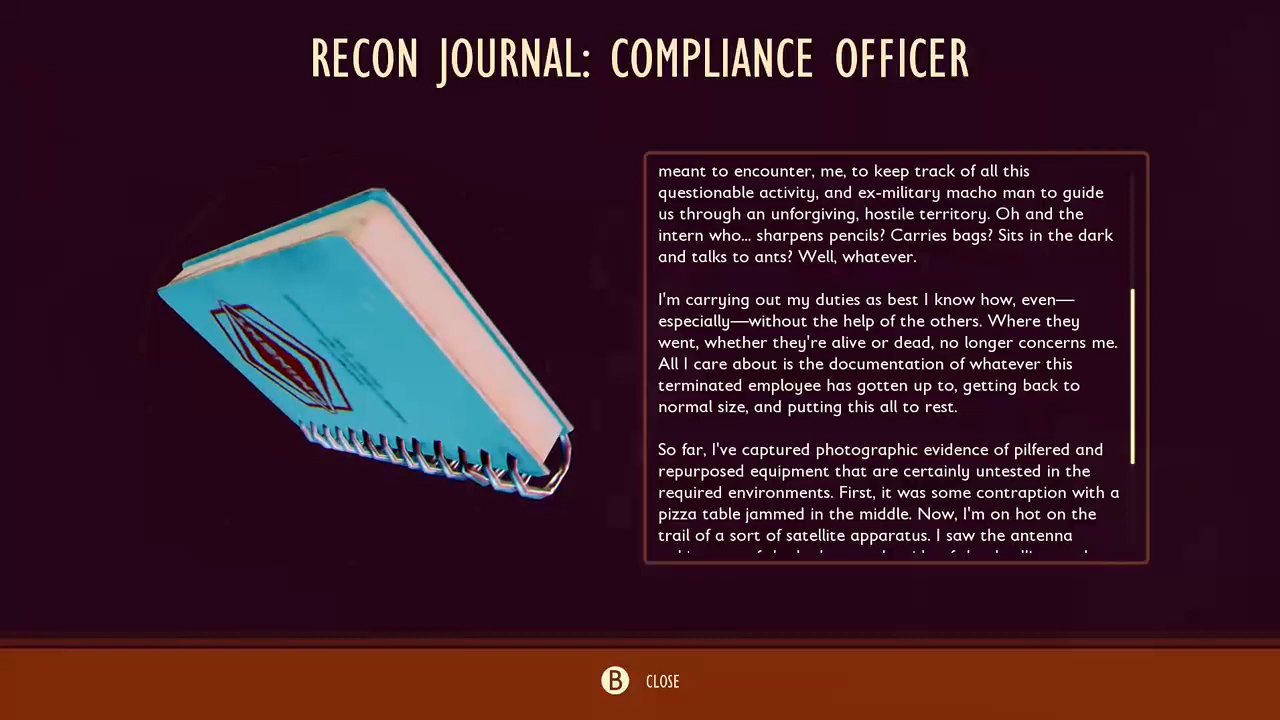 RECON JOURNAL: COMPLIANCE OFFICER
meant to encounter, me, to keep track of all this
questionable activity, and ex-military macho man to guide
us through an unforgiving, hostile territory. Oh and the
intern who... sharpens pencils? Carries bags? Sits in the dark
and talks to ants? Well, whatever.
I'm carrying out my duties as best I know how, even—
especially—without the help of the others. Where they
went, whether they're alive or dead, no longer concerns me.
All I care about is the documentation of whatever this
terminated employee has gotten up to, getting back to
normal size, and putting this all to rest.
So far, I've captured photographic evidence of pilfered and
repurposed equipment that are certainly untested in the
required environments. First, it was some contraption with a
pizza table jammed in the middle. Now, I'm on hot on the
trail of a sort of satellite apparatus. I saw the antenna
B CLOSE